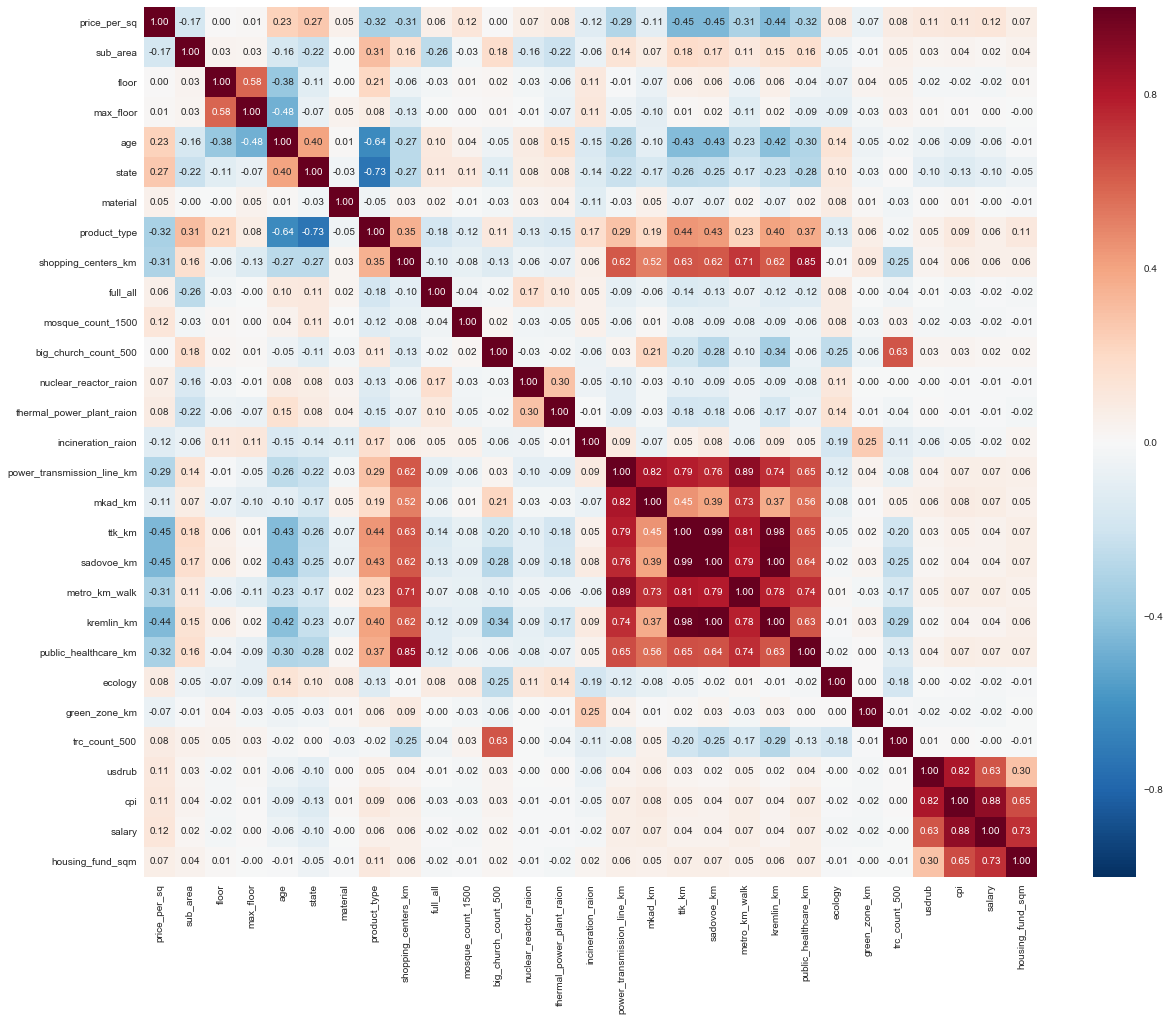 price_per_sq 1.00 -0.17 0.00 0.01 0.23 0.27 0.05 -0.32 -0.31 0.06 0.12 0.00 0.07 0.08 -0.12 -0.29 -0.11 -0.45 -0.45 -0.31 -0.44 -0.32 0.08 -0.07 0.08 0.11 0.11 0.12 0.07
sub_area -0.17 1.00 0.03 0.03 -0.16 -0.22 -0.00 0.31 0.16 -0.26 -0.03 0.18 -0.16 -0.22 -0.06 0.14 0.07 0.18 0.17 0.11 0.15 0.16 -0.05 -0.01 0.05 0.03 0.04 0.02 0.04
floor 0.00 0.03 1.00 0.58 -0.38 -0.11 -0.00 0.21 -0.06 -0.03 0.01 0.02 -0.03 -0.06 0.11 -0.01 -0.07 0.06 0.06 -0.06 0.06 -0.04 -0.07 0.04 0.05 -0.02 -0.02 -0.02 0.01
max_floor 0.01 0.03 0.58 1.00 -0.48 -0.07 0.05 0.08 -0.13 -0.00 0.00 0.01 -0.01 -0.07 0.11 -0.05 -0.10 0.01 0.02 -0.11 0.02 -0.09 -0.09 -0.03 0.03 0.01 0.01 0.00 -0.00
age 0.23 -0.16 -0.38 -0.48 1.00 0.40 0.01 -0.64 -0.27 0.10 0.04 -0.05 0.08 0.15 -0.15 -0.26 -0.10 -0.43 -0.43 -0.23 -0.42 -0.30 0.14 -0.05 -0.02 -0.06 -0.09 -0.06 -0.01
state 0.27 -0.22 -0.11 -0.07 0.40 1.00 -0.03 -0.73 -0.27 0.11 0.11 -0.11 0.08 0.08 -0.14 -0.22 -0.17 -0.26 -0.25 -0.17 -0.23 -0.28 0.10 -0.03 0.00 -0.10 -0.13 -0.10 -0.05
material 0.05 -0.00 -0.00 0.05 0.01 -0.03 1.00 -0.05 0.03 0.02 -0.01 -0.03 0.03 0.04 -0.11 -0.03 0.05 -0.07 -0.07 0.02 -0.07 0.02 0.08 0.01 -0.03 0.00 0.01 -0.00 -0.01
product_type -0.32 0.31 0.21 0.08 -0.64 -0.73 -0.05 1.00 0.35 -0.18 -0.12 0.11 -0.13 -0.15 0.17 0.29 0.19 0.44 0.43 0.23 0.40 0.37 -0.13 0.06 -0.02 0.05 0.09 0.06 0.11
shopping_centers_km -0.31 0.16 -0.06 -0.13 -0.27 -0.27 0.03 0.35 1.00 -0.10 -0.08 -0.13 -0.06 -0.07 0.06 0.62 0.52 0.63 0.62 0.71 0.62 0.85 -0.01 0.09 -0.25 0.04 0.06 0.06 0.06
full_all 0.06 -0.26 -0.03 -0.00 0.10 0.11 0.02 -0.18 -0.10 1.00 -0.04 -0.02 0.17 0.10 0.05 -0.09 -0.06 -0.14 -0.13 -0.07 -0.12 -0.12 0.08 -0.00 -0.04 -0.01 -0.03 -0.02 -0.02
mosque_count_1500 0.12 -0.03 0.01 0.00 0.04 0.11 -0.01 -0.12 -0.08 -0.04 1.00 0.02 -0.03 -0.05 0.05 -0.06 0.01 -0.08 -0.09 -0.08 -0.09 -0.06 0.08 -0.03 0.03 -0.02 -0.03 -0.02 -0.01
big_church_count_500 0.00 0.18 0.02 0.01 -0.05 -0.11 -0.03 0.11 -0.13 -0.02 0.02 1.00 -0.03 -0.02 -0.06 0.03 0.21 -0.20 -0.28 -0.10 -0.34 -0.06 -0.25 -0.06 0.63 0.03 0.03 0.02 0.02
nuclear_reactor_raion 0.07 -0.16 -0.03 -0.01 0.08 0.08 0.03 -0.13 -0.06 0.17 -0.03 -0.03 1.00 0.30 -0.05 -0.10 -0.03 -0.10 -0.09 -0.05 -0.09 -0.08 0.11 -0.00 -0.00 0.00 -0.01 -0.01 -0.01
thermal_power_plant_raion 0.08 -0.22 -0.06 -0.07 0.15 0.08 0.04 -0.15 -0.07 0.10 -0.05 -0.02 0.30 1.00 -0.01 -0.09 -0.03 -0.18 -0.18 -0.06 -0.17 -0.07 0.14 -0.01 -0.04 0.00 -0.01 -0.01 -0.02
incineration_raion -0.12 -0.06 0.11 0.11 -0.15 -0.14 -0.11 0.17 0.06 0.05 0.05 -0.06 -0.05 -0.01 1.00 0.09 -0.07 0.05 0.08 -0.06 0.09 0.05 -0.19 0.25 -0.11 -0.06 -0.05 -0.02 0.02
power_transmission_line_km -0.29 0.14 -0.01 -0.05 -0.26 -0.22 -0.03 0.29 0.62 -0.09 -0.06 0.03 -0.10 -0.09 0.09 1.00 0.82 0.79 0.76 0.89 0.74 0.65 -0.12 0.04 -0.08 0.04 0.07 0.07 0.06
mkad_km -0.11 0.07 -0.07 -0.10 -0.10 -0.17 0.05 0.19 0.52 -0.06 0.01 0.21 -0.03 -0.03 -0.07 0.82 1.00 0.45 0.39 0.73 0.37 0.56 -0.08 0.01 0.05 0.06 0.08 0.07 0.05
ttk_km -0.45 0.18 0.06 0.01 -0.43 -0.26 -0.07 0.44 0.63 -0.14 -0.08 -0.20 -0.10 -0.18 0.05 0.79 0.45 1.00 0.99 0.81 0.98 0.65 -0.05 0.02 -0.20 0.03 0.05 0.04 0.07
sadovoe_km -0.45 0.17 0.06 0.02 -0.43 -0.25 -0.07 0.43 0.62 -0.13 -0.09 -0.28 -0.09 -0.18 0.08 0.76 0.39 0.99 1.00 0.79 1.00 0.64 -0.02 0.03 -0.25 0.02 0.04 0.04 0.07
metro_km_walk -0.31 0.11 -0.06 -0.11 -0.23 -0.17 0.02 0.23 0.71 -0.07 -0.08 -0.10 -0.05 -0.06 -0.06 0.89 0.73 0.81 0.79 1.00 0.78 0.74 0.01 -0.03 -0.17 0.05 0.07 0.07 0.05
kremlin_km -0.44 0.15 0.06 0.02 -0.42 -0.23 -0.07 0.40 0.62 -0.12 -0.09 -0.34 -0.09 -0.17 0.09 0.74 0.37 0.98 1.00 0.78 1.00 0.63 -0.01 0.03 -0.29 0.02 0.04 0.04 0.06
public_healthcare_km -0.32 0.16 -0.04 -0.09 -0.30 -0.28 0.02 0.37 0.85 -0.12 -0.06 -0.06 -0.08 -0.07 0.05 0.65 0.56 0.65 0.64 0.74 0.63 1.00 -0.02 0.00 -0.13 0.04 0.07 0.07 0.07
ecology 0.08 -0.05 -0.07 -0.09 0.14 0.10 0.08 -0.13 -0.01 0.08 0.08 -0.25 0.11 0.14 -0.19 -0.12 -0.08 -0.05 -0.02 0.01 -0.01 -0.02 1.00 0.00 -0.18 -0.00 -0.02 -0.02 -0.01
green_zone_km -0.07 -0.01 0.04 -0.03 -0.05 -0.03 0.01 0.06 0.09 -0.00 -0.03 -0.06 -0.00 -0.01 0.25 0.04 0.01 0.02 0.03 -0.03 0.03 0.00 0.00 1.00 -0.01 -0.02 -0.02 -0.02 -0.00
trc_count_500 0.08 0.05 0.05 0.03 -0.02 0.00 -0.03 -0.02 -0.25 -0.04 0.03 0.63 -0.00 -0.04 -0.11 -0.08 0.05 -0.20 -0.25 -0.17 -0.29 -0.13 -0.18 -0.01 1.00 0.01 0.00 -0.00 -0.01
usdrub 0.11 0.03 -0.02 0.01 -0.06 -0.10 0.00 0.05 0.04 -0.01 -0.02 0.03 0.00 0.00 -0.06 0.04 0.06 0.03 0.02 0.05 0.02 0.04 -0.00 -0.02 0.01 1.00 0.82 0.63 0.30
cpi 0.11 0.04 -0.02 0.01 -0.09 -0.13 0.01 0.09 0.06 -0.03 -0.03 0.03 -0.01 -0.01 -0.05 0.07 0.08 0.05 0.04 0.07 0.04 0.07 -0.02 -0.02 0.00 0.82 1.00 0.88 0.65
salary 0.12 0.02 -0.02 0.00 -0.06 -0.10 -0.00 0.06 0.06 -0.02 -0.02 0.02 -0.01 -0.01 -0.02 0.07 0.07 0.04 0.04 0.07 0.04 0.07 -0.02 -0.02 -0.00 0.63 0.88 1.00 0.73
housing_fund_sqm 0.07 0.04 0.01 -0.00 -0.01 -0.05 -0.01 0.11 0.06 -0.02 -0.01 0.02 -0.01 -0.02 0.02 0.06 0.05 0.07 0.07 0.05 0.06 0.07 -0.01 -0.00 -0.01 0.30 0.65 0.73 1.00
price_per_sq
sub_area
floor
max_floor
age
state
material
product_type
shopping_centers_km
full_all
mosque_count_1500
big_church_count_500
nuclear_reactor_raion
thermal_power_plant_raion
incineration_raion
power_transmission_line_km
mkad_km
ttk_km
sadovoe_km
metro_km_walk
kremlin_km
public_healthcare_km
ecology
green_zone_km
trc_count_500
usdrub
cpi
salary
housing_fund_sqm
0.8
0.4
0.0
-0.4
-0.8